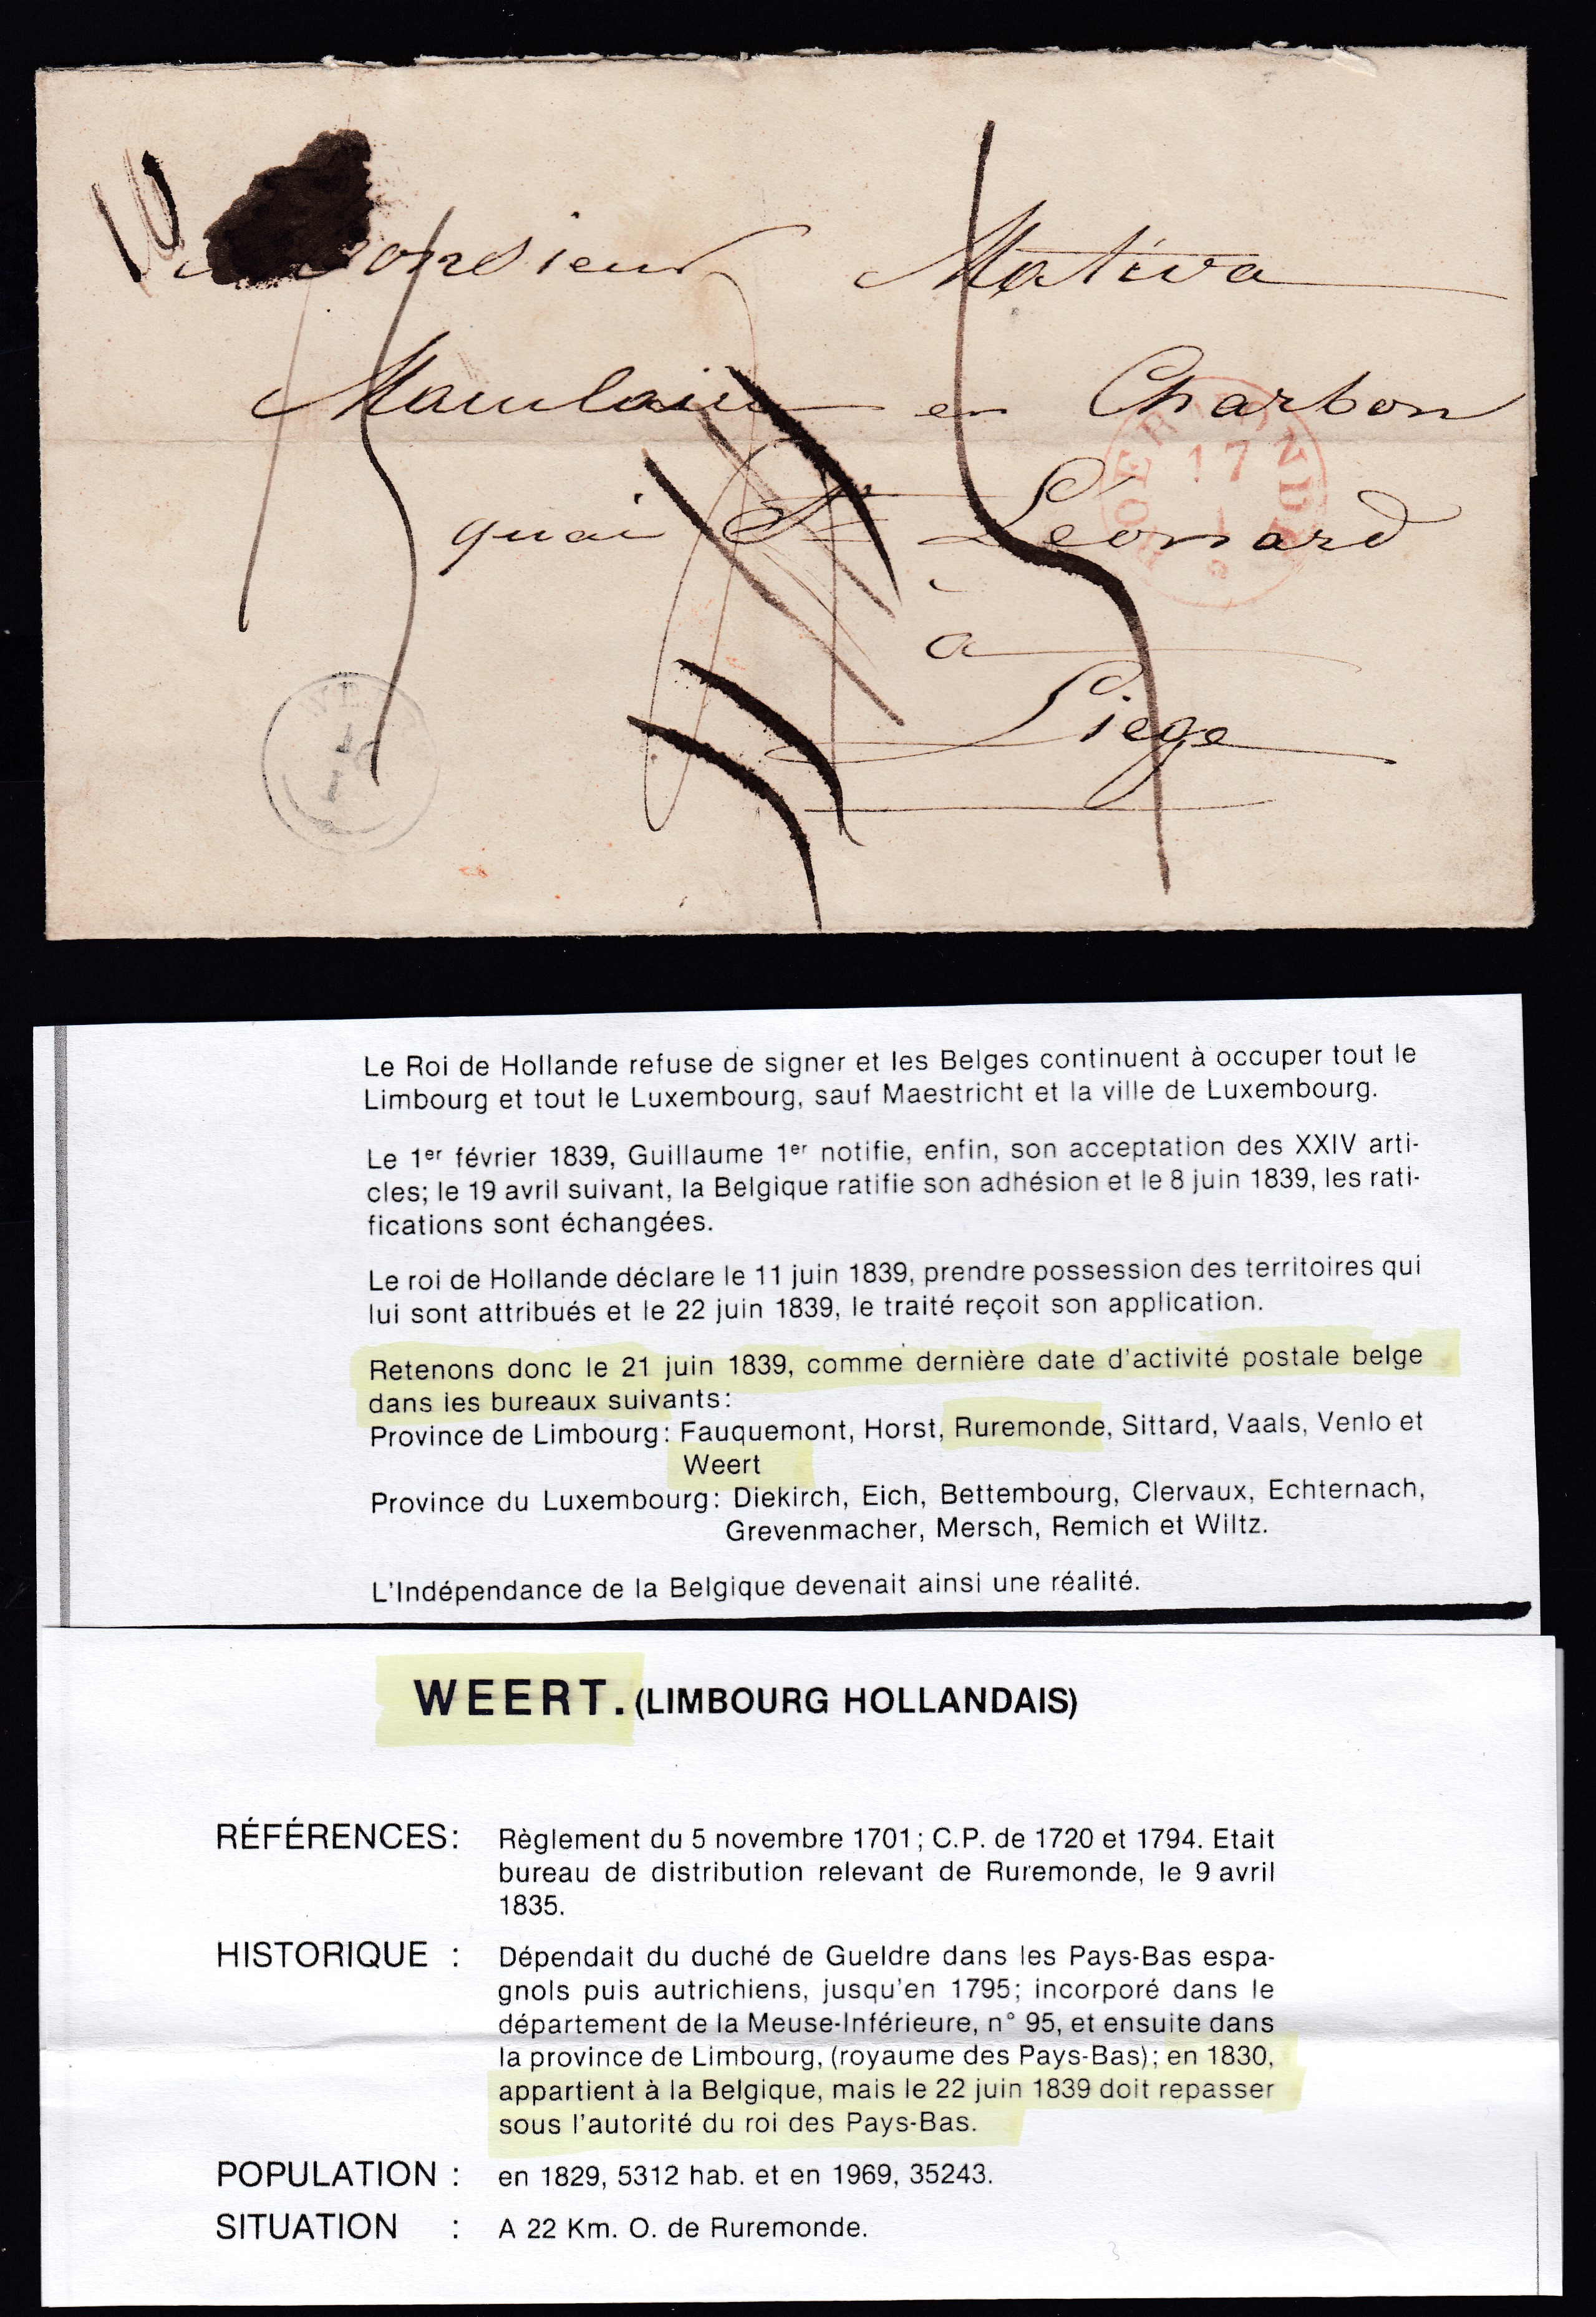 10
Monsieur Mativa
en Charbon
quai St Leonard
à
Liege
17
1
Le Roi de Hollande refuse de signer et les Belges continuent à occuper tout le
Limbourg et tout le Luxembourg, sauf Maestricht et la ville de Luxembourg.
Le 1er février 1839, Guillaume 1er notifie, enfin, son acceptation des XXIV arti-
cles; le 19 avril suivant, la Belgique ratifie son adhésion et le 8 juin 1839, les rati-
fications sont échangées.
Le roi de Hollande déclare le 11 juin 1839, prendre possession des territoires qui
lui sont attribués et le 22 juin 1839, le traité reçoit son application.
Retenons donc le 21 juin 1839, comme dernière date d'activité postale belge
dans les bureaux suivants:
Province de Limbourg: Fauquemont, Horst, Ruremonde, Sittard, Vaals, Venlo et
Weert
Province du Luxembourg: Diekirch, Eich, Bettembourg, Clervaux, Echternach,
Grevenmacher, Mersch, Remich et Wiltz.
L'Indépendance de la Belgique devenait ainsi une réalité.
WEERT. (LIMBOURG HOLLANDAIS)
RÉFÉRENCES: Règlement du 5 novembre 1701; C.P. de 1720 et 1794. Etait
bureau de distribution relevant de Ruremonde, le 9 avril
1835.
HISTORIQUE : Dépendait du duché de Gueldre dans les Pays-Bas espa-
gnols puis autrichiens, jusqu'en 1795; incorporé dans le
département de la Meuse-Inférieure, n° 95, et ensuite dans
la province de Limbourg, (royaume des Pays-Bas); en 1830,
appartient à la Belgique, mais le 22 juin 1839 doit repasser
sous l'autorité du roi des Pays-Bas.
POPULATION : en 1829, 5312 hab. et en 1969, 35243.
SITUATION : A 22 Km. O. de Ruremonde.